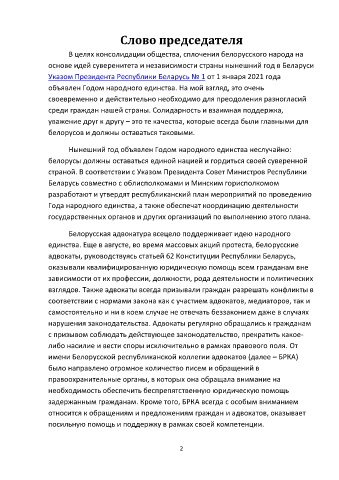 Слово председателя
В целях консолидации общества, сплочения белорусского народа на
основе идей суверенитета и независимости страны нынешний год в Беларуси
Указом Президента Республики Беларусь № 1 от 1 января 2021 года
объявлен Годом народного единства. На мой взгляд, это очень
своевременно и действительно необходимо для преодоления разногласий
среди граждан нашей страны. Солидарность и взаимная поддержка,
уважение друг к другу – это те качества, которые всегда были главными для
белорусов и должны оставаться таковыми.
Нынешний год объявлен Годом народного единства неслучайно:
белорусы должны оставаться единой нацией и гордиться своей суверенной
страной. В соответствии с Указом Президента Совет Министров Республики
Беларусь совместно с облисполкомами и Минским горисполкомом
разработают и утвердят республиканский план мероприятий по проведению
Года народного единства, а также обеспечат координацию деятельности
государственных органов и других организаций по выполнению этого плана.
Белорусская адвокатура всецело поддерживает идею народного
единства. Еще в августе, во время массовых акций протеста, белорусские
адвокаты, руководствуясь статьей 62 Конституции Республики Беларусь,
оказывали квалифицированную юридическую помощь всем гражданам вне
зависимости от их профессии, должности, рода деятельности и политических
взглядов. Также адвокаты всегда призывали граждан разрешать конфликты в
соответствии с нормами закона как с участием адвокатов, медиаторов, так и
самостоятельно и ни в коем случае не отвечать беззаконием даже в случаях
нарушения законодательства. Адвокаты регулярно обращались к гражданам
с призывом соблюдать действующее законодательство, прекратить какое-
либо насилие и вести споры исключительно в рамках правового поля. От
имени Белорусской республиканской коллегии адвокатов (далее – БРКА)
было направлено огромное количество писем и обращений в
правоохранительные органы, в которых она обращала внимание на
необходимость обеспечить беспрепятственную юридическую помощь
задержанным гражданам. Кроме того, БРКА всегда с особым вниманием
относится к обращениям и предложениям граждан и адвокатов, оказывает
посильную помощь и поддержку в рамках своей компетенции.
2